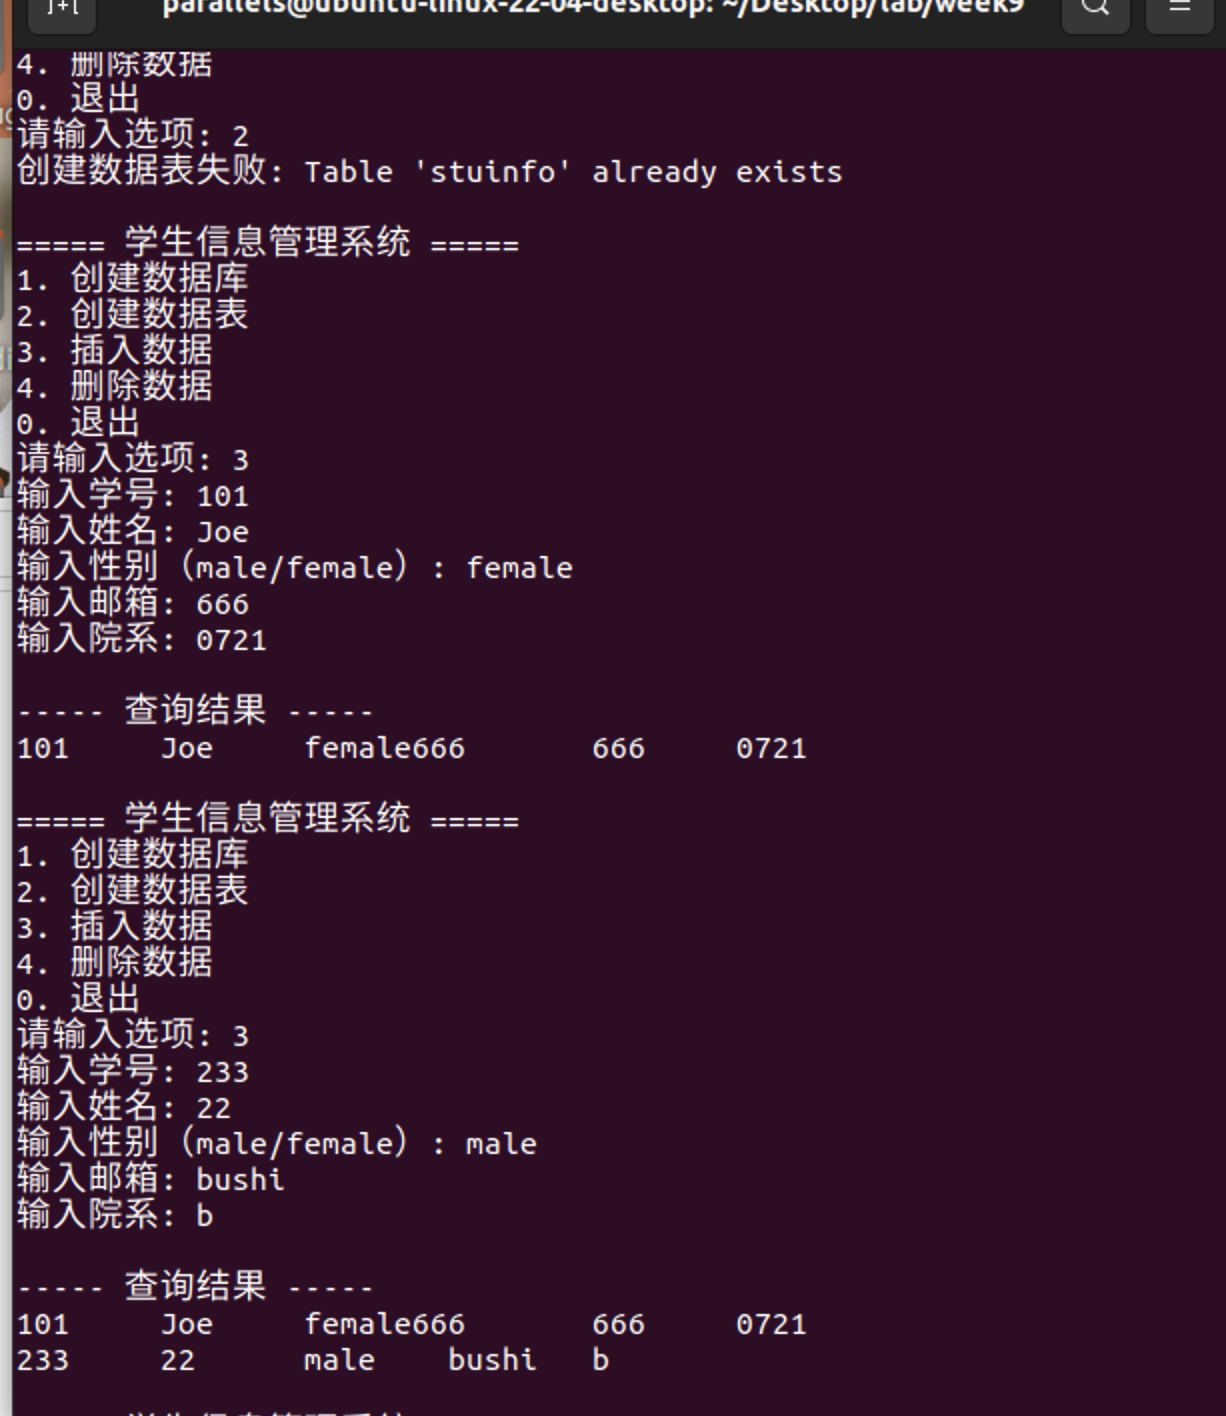 parallels@ubuntu-linux-22-04-desktop: ~/Desktop/lab/week9
4. 删除数据
0. 退出
请输入选项: 2
创建数据表失败: Table 'stuinfo' already exists
===== 学生信息管理系统 =====
1. 创建数据库
2. 创建数据表
3. 插入数据
4. 删除数据
0. 退出
请输入选项: 3
输入学号: 101
输入姓名: Joe
输入性别（male/female）: female
输入邮箱: 666
输入院系: 0721
----- 查询结果 -----
101 Joe female666 666 0721
===== 学生信息管理系统 =====
1. 创建数据库
2. 创建数据表
3. 插入数据
4. 删除数据
0. 退出
请输入选项: 3
输入学号: 233
输入姓名: 22
输入性别（male/female）: male
输入邮箱: bushi
输入院系: b
----- 查询结果 -----
101 Joe female666 666 0721
233 22 male bushi b